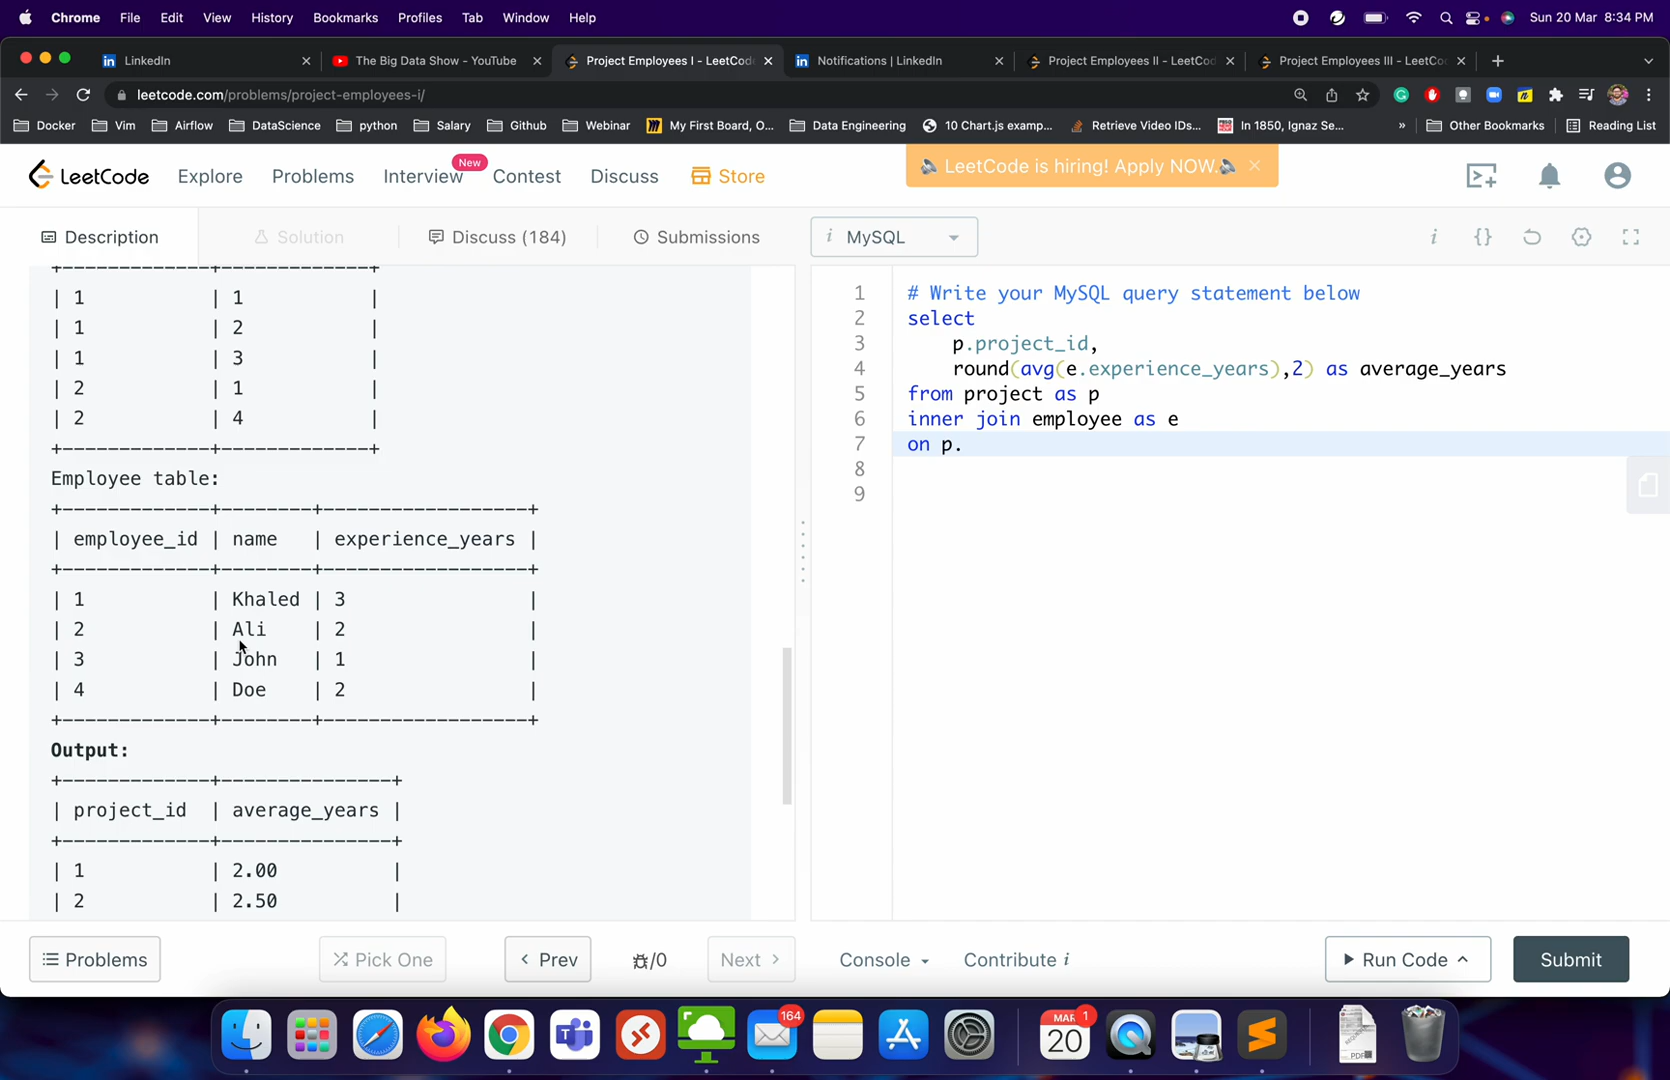 Chrome File Edit View History Bookmarks Profiles Tab Window Help Sun 20 Mar 8:34 PM
LinkedIn The Big Data Show - YouTube Project Employees I - LeetCode Notifications | LinkedIn Project Employees II - LeetCod Project Employees III - LeetCo
leetcode.com/problems/project-employees-i/
Docker Vim Airflow DataScience python Salary Github Webinar My First Board, O... Data Engineering 10 Chart.js examp... Retrieve Video IDs... In 1850, Ignaz Se... » Other Bookmarks Reading List
LeetCode Explore Problems Interview New Contest Discuss Store LeetCode is hiring! Apply NOW.
Description Solution Discuss (184) Submissions i MySQL
+-------------+-------------+
| 1 | 1 |
| 1 | 2 |
| 1 | 3 |
| 2 | 1 |
| 2 | 4 |
+-------------+-------------+
Employee table:
+-------------+--------+------------------+
| employee_id | name | experience_years |
+-------------+--------+------------------+
| 1 | Khaled | 3 |
| 2 | Ali | 2 |
| 3 | John | 1 |
| 4 | Doe | 2 |
+-------------+--------+------------------+
Output:
+-------------+---------------+
| project_id | average_years |
+-------------+---------------+
| 1 | 2.00 |
| 2 | 2.50 |
1 # Write your MySQL query statement below
2 select
3 p.project_id,
4 round(avg(e.experience_years),2) as average_years
5 from project as p
6 inner join employee as e
7 on p.
8
9
Problems Pick One < Prev /0 Next > Console Contribute i Run Code Submit
164
MAR 1
20
PDF